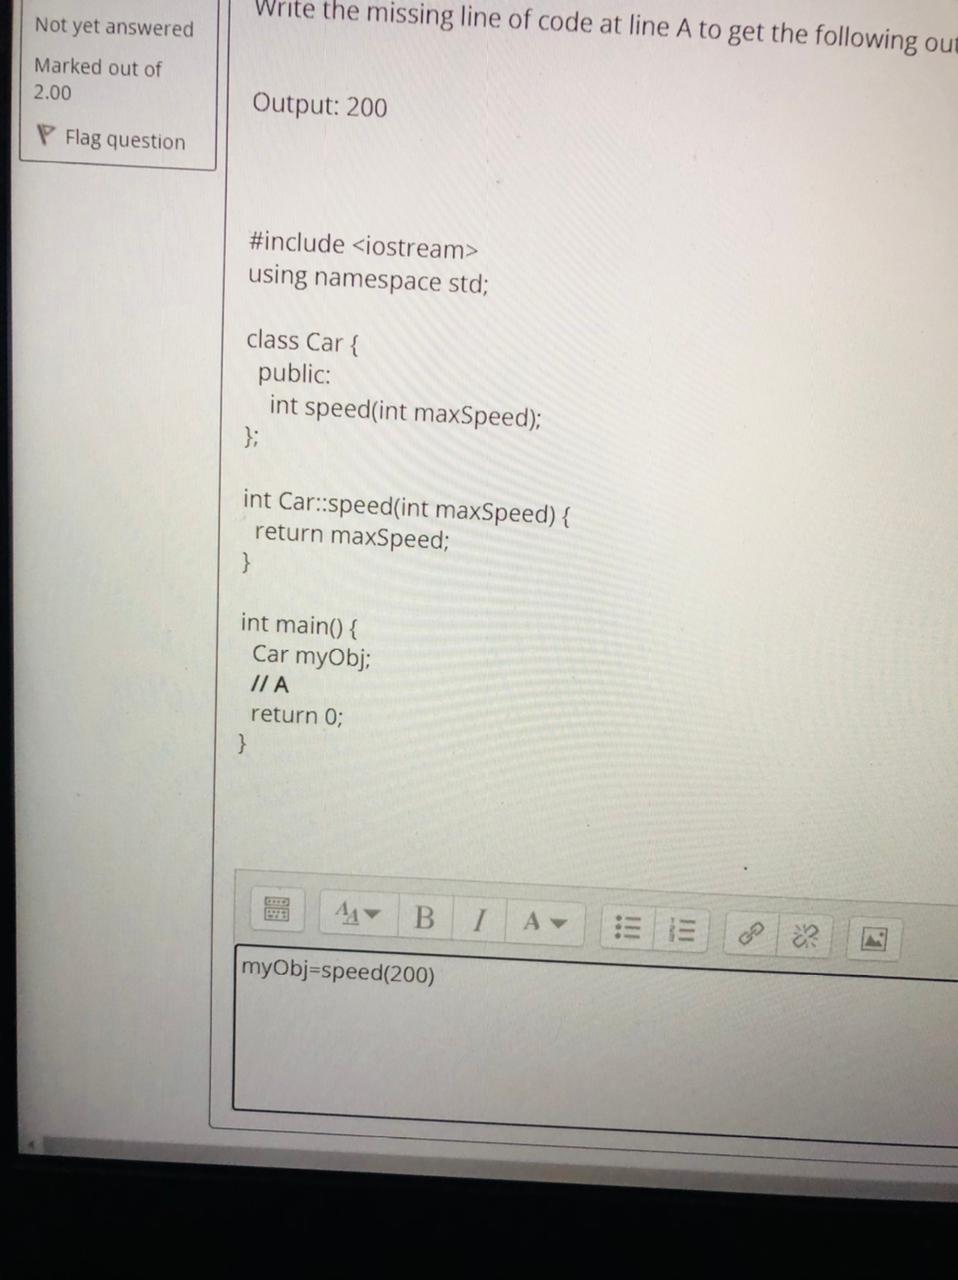 Not yet answered
Marked out of
2.00
Flag question
Write the missing line of code at line A to get the following
Output: 200
#include <iostream>
using namespace std;
class Car {
public:
int speed(int maxSpeed);
};
int Car::speed(int maxSpeed) {
return maxSpeed;
}
int main() {
Car myObj;
// A
return 0;
}
B I A
myObj=speed(200)